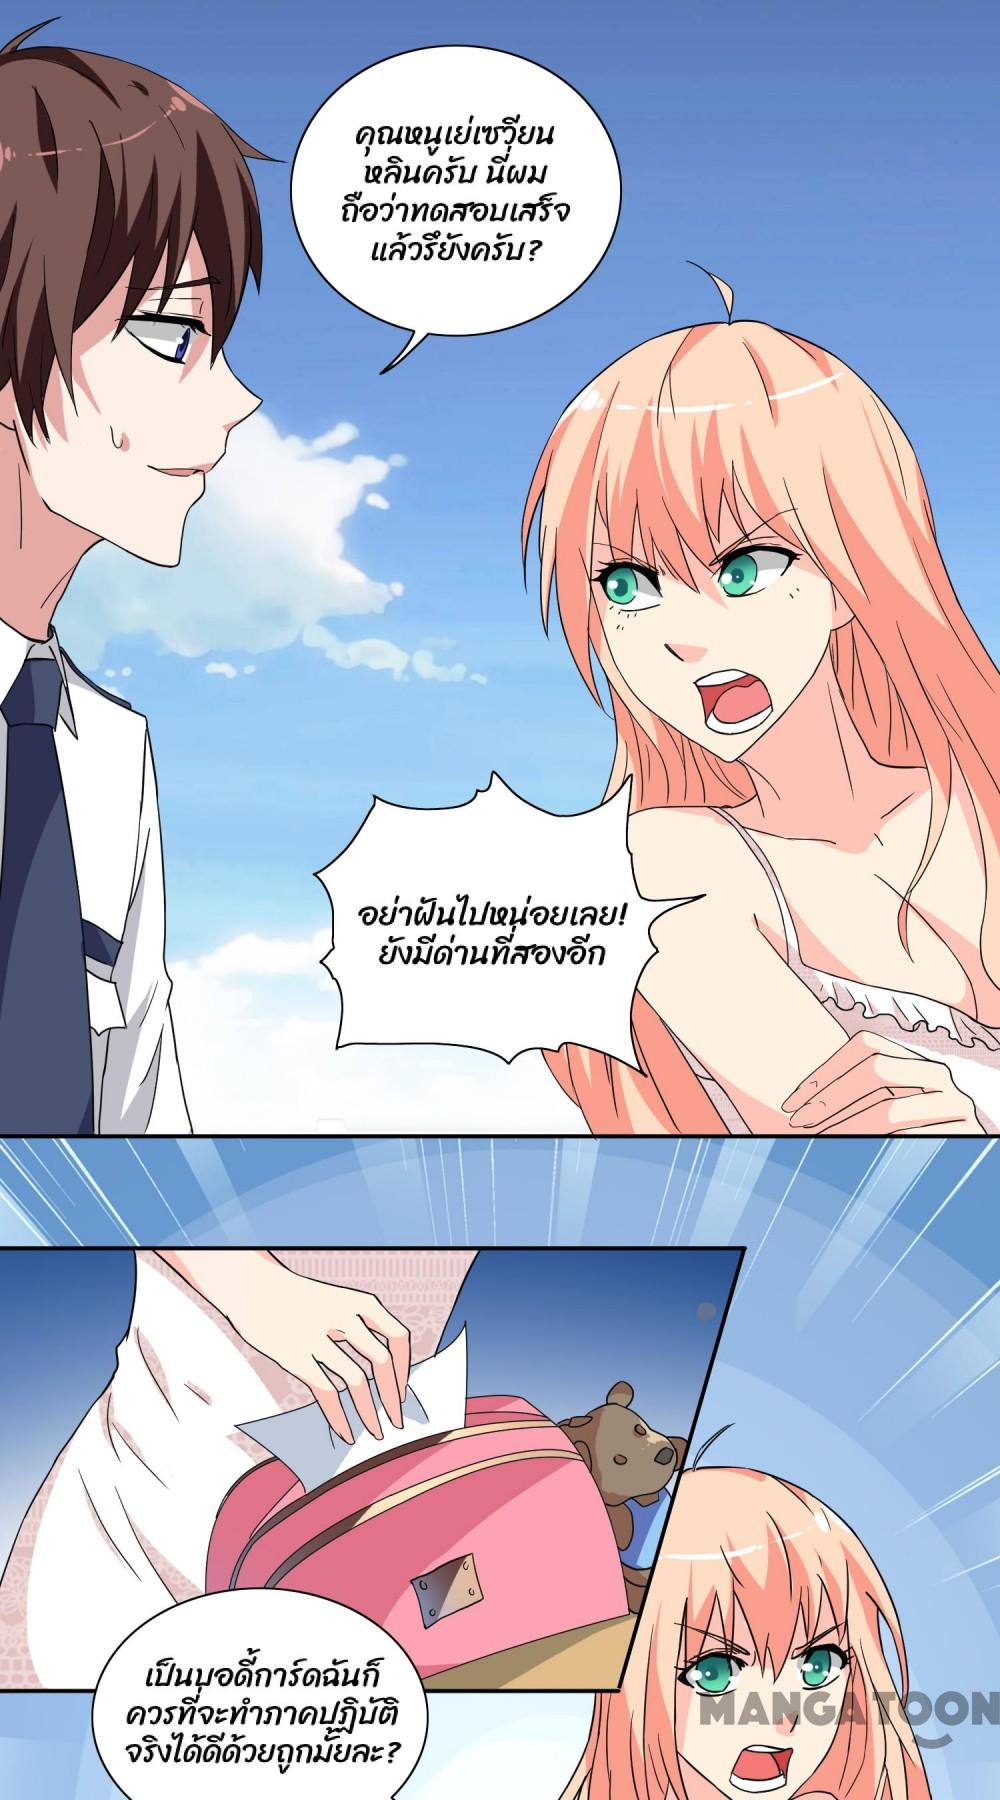 คุณหนูเย่เซวียน
หลินครับ นี่ผม
ถือว่าทดสอบเสร็จ
แล้วรึยังครับ?
อย่าฝันไปหน่อยเลย!
ยังมีด่านที่สองอีก
เป็นบอดี้การ์ดฉันก็
ควรที่จะทำภาคปฏิบัติ
จริงได้ดีด้วยถูกมั้ยละ?
MANGATOON